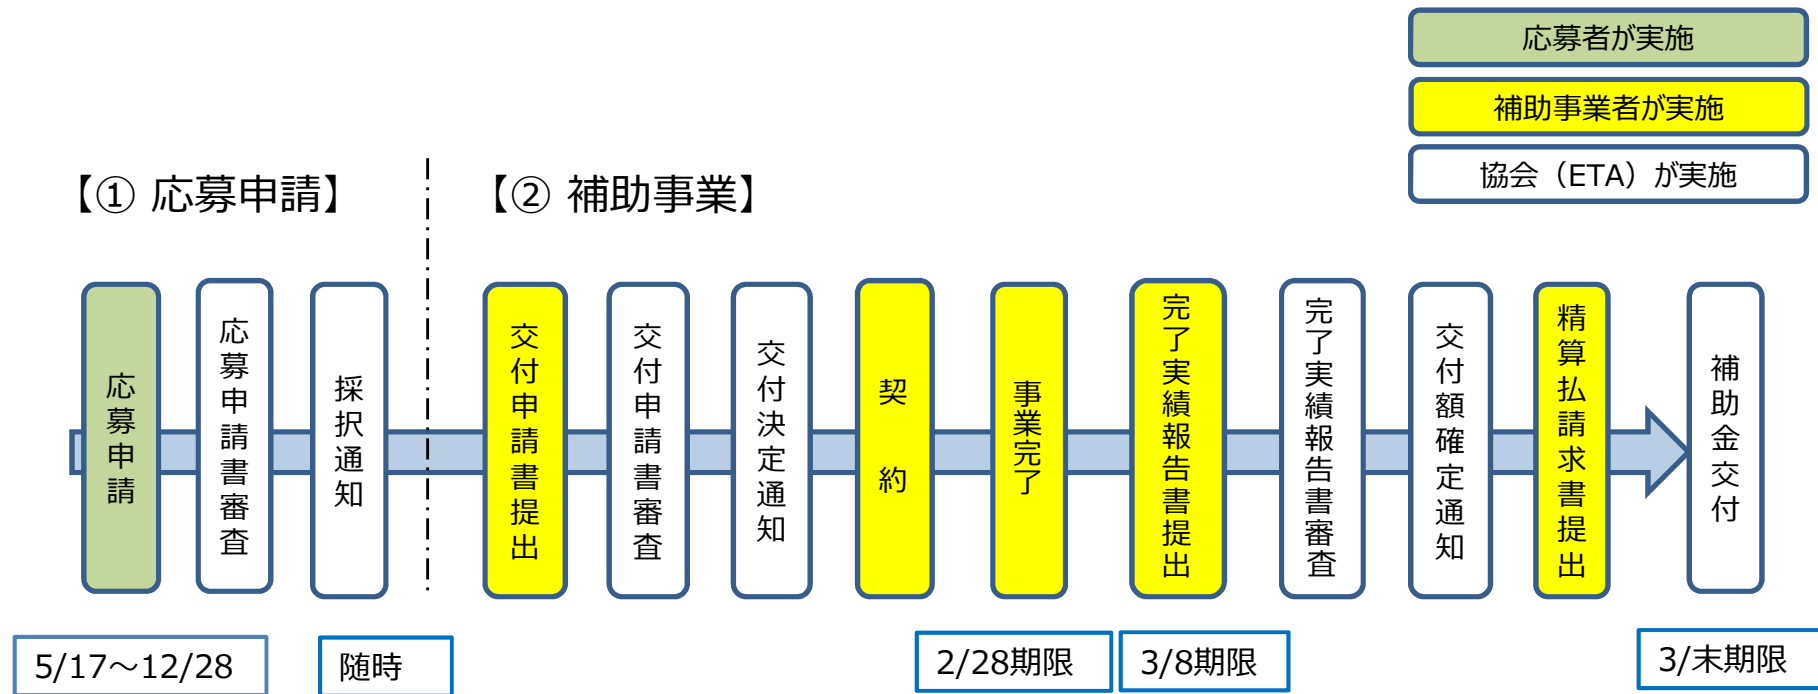 応募者が実施
補助事業者が実施
協会（ETA）が実施
【① 応募申請】
【② 補助事業】
応募申請
応募申請書審査
採択通知
交付申請書提出
交付申請書審査
交付決定通知
契　約
事業完了
完了実績報告書提出
完了実績報告書審査
交付額確定通知
精算払請求書提出
補助金交付
5/17～12/28
随時
2/28期限
3/8期限
3/末期限